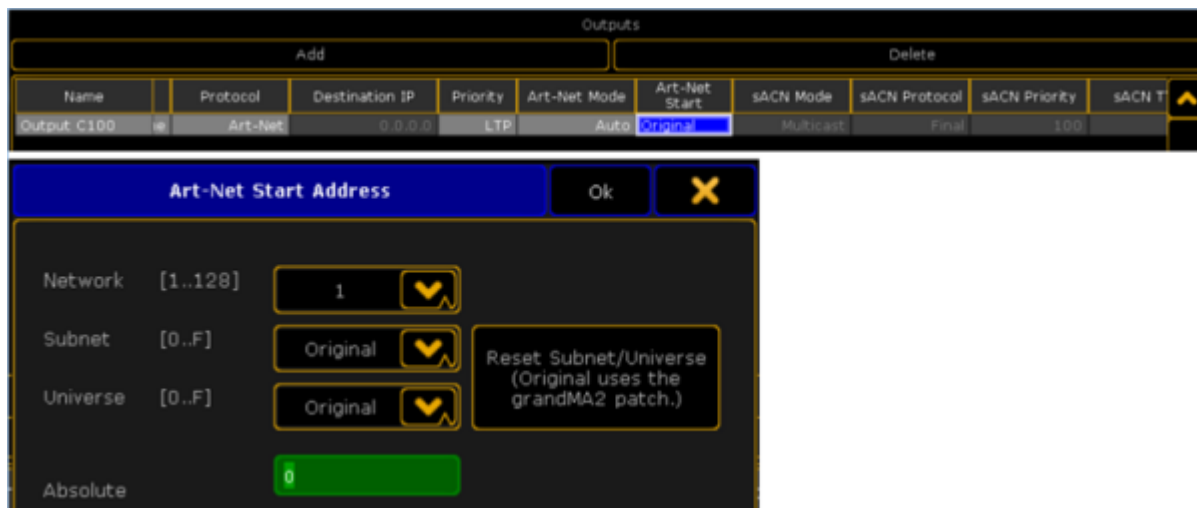 Outputs
Add Delete
Name Protocol Destination IP Priority Art-Net Mode Art-Net Start sACN Mode sACN Protocol sACN Priority sACN T
Output C100 Art-Net 0.0.0.0 LTP Auto Original Multicast Final 100
Art-Net Start Address Ok
Network [1..128] 1
Subnet [0..F] Original
Universe [0..F] Original
Reset Subnet/Universe
(Original uses the
grandMA2 patch.)
Absolute 0